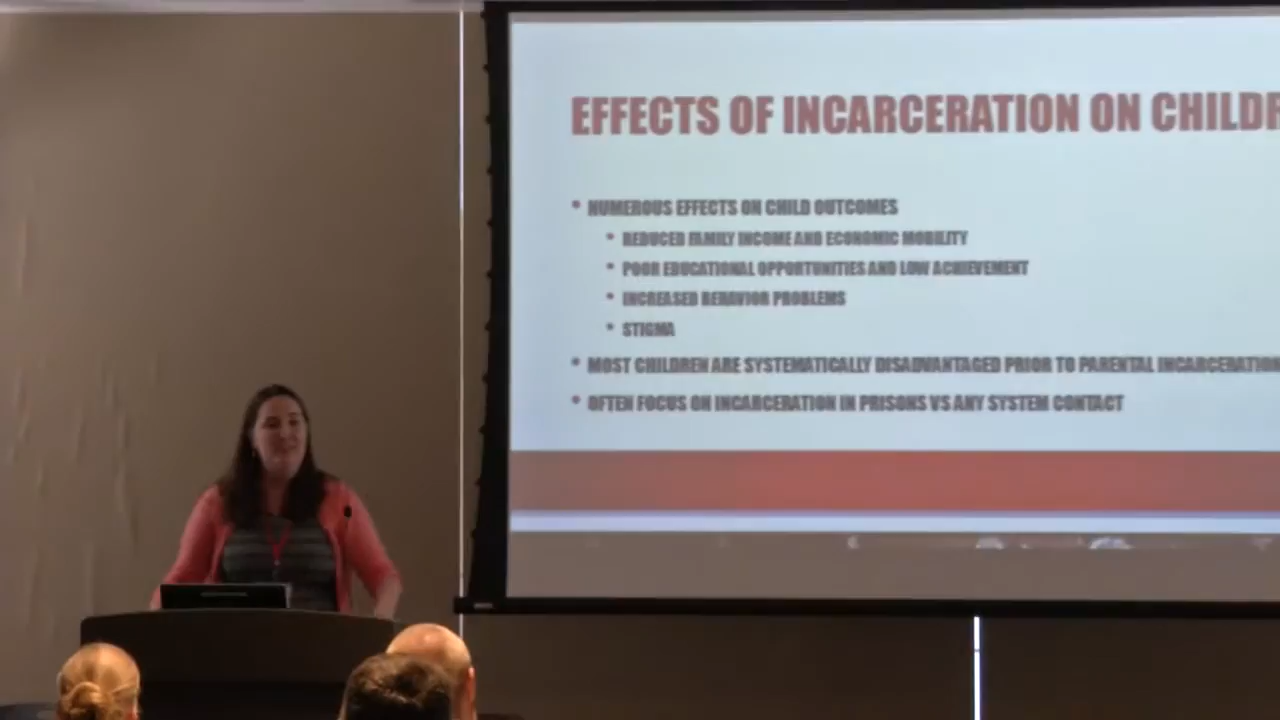 EFFECTS OF INCARCERATION ON CHILDR
• NUMEROUS EFFECTS ON CHILD OUTCOMES
• REDUCED FAMILY INCOME AND ECONOMIC MOBILITY
• POOR EDUCATIONAL OPPORTUNITIES AND LOW ACHIEVEMENT
• INCREASED BEHAVIOR PROBLEMS
• STIGMA
• MOST CHILDREN ARE SYSTEMATICALLY DISADVANTAGED PRIOR TO PARENTAL INCARCERATION
• OFTEN FOCUS ON INCARCERATION IN PRISONS VS ANY SYSTEM CONTACT